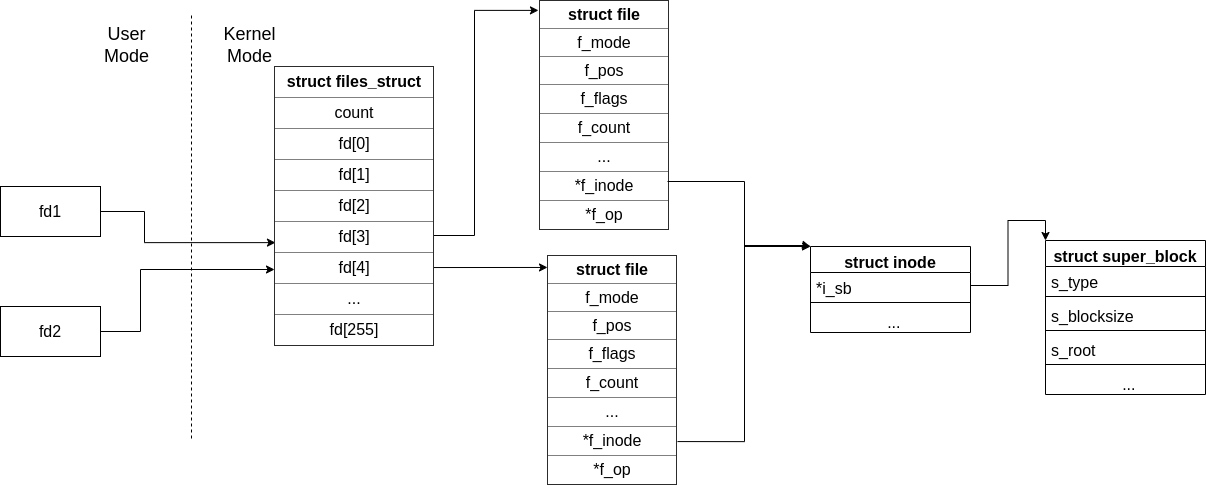 User
Mode
Kernel
Mode
fd1
fd2
struct files_struct
count
fd[0]
fd[1]
fd[2]
fd[3]
fd[4]
...
fd[255]
struct file
f_mode
f_pos
f_flags
f_count
...
*f_inode
*f_op
struct file
f_mode
f_pos
f_flags
f_count
...
*f_inode
*f_op
struct inode
*i_sb
...
struct super_block
s_type
s_blocksize
s_root
...